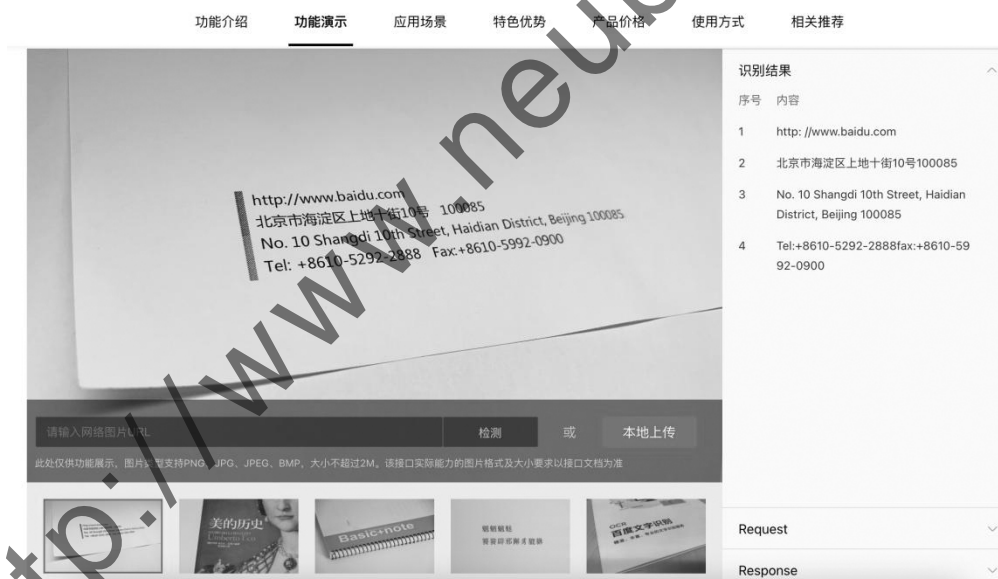 功能介绍 功能演示 应用场景 特色优势 产品价格 使用方式 相关推荐
http://www.baidu.com
北京市海淀区上地十街10号 100085
No. 10 Shangdi 10th Street, Haidian District, Beijing 100085
Tel: +8610-5292-2888 Fax:+8610-5992-0900
请输入网络图片URL 检测 或 本地上传
此处仅供功能展示，图片类型支持PNG、JPG、JPEG、BMP，大小不超过2M。该接口实际能力的图片格式及大小要求以接口文档为准
美的历史
Umberto Eco
Basic+note
OCR
百度文字识别
识别结果
序号 内容
1 http: //www.baidu.com
2 北京市海淀区上地十街10号100085
3 No. 10 Shangdi 10th Street, Haidian
District, Beijing 100085
4 Tel:+8610-5292-2888fax:+8610-59
92-0900
Request
Response